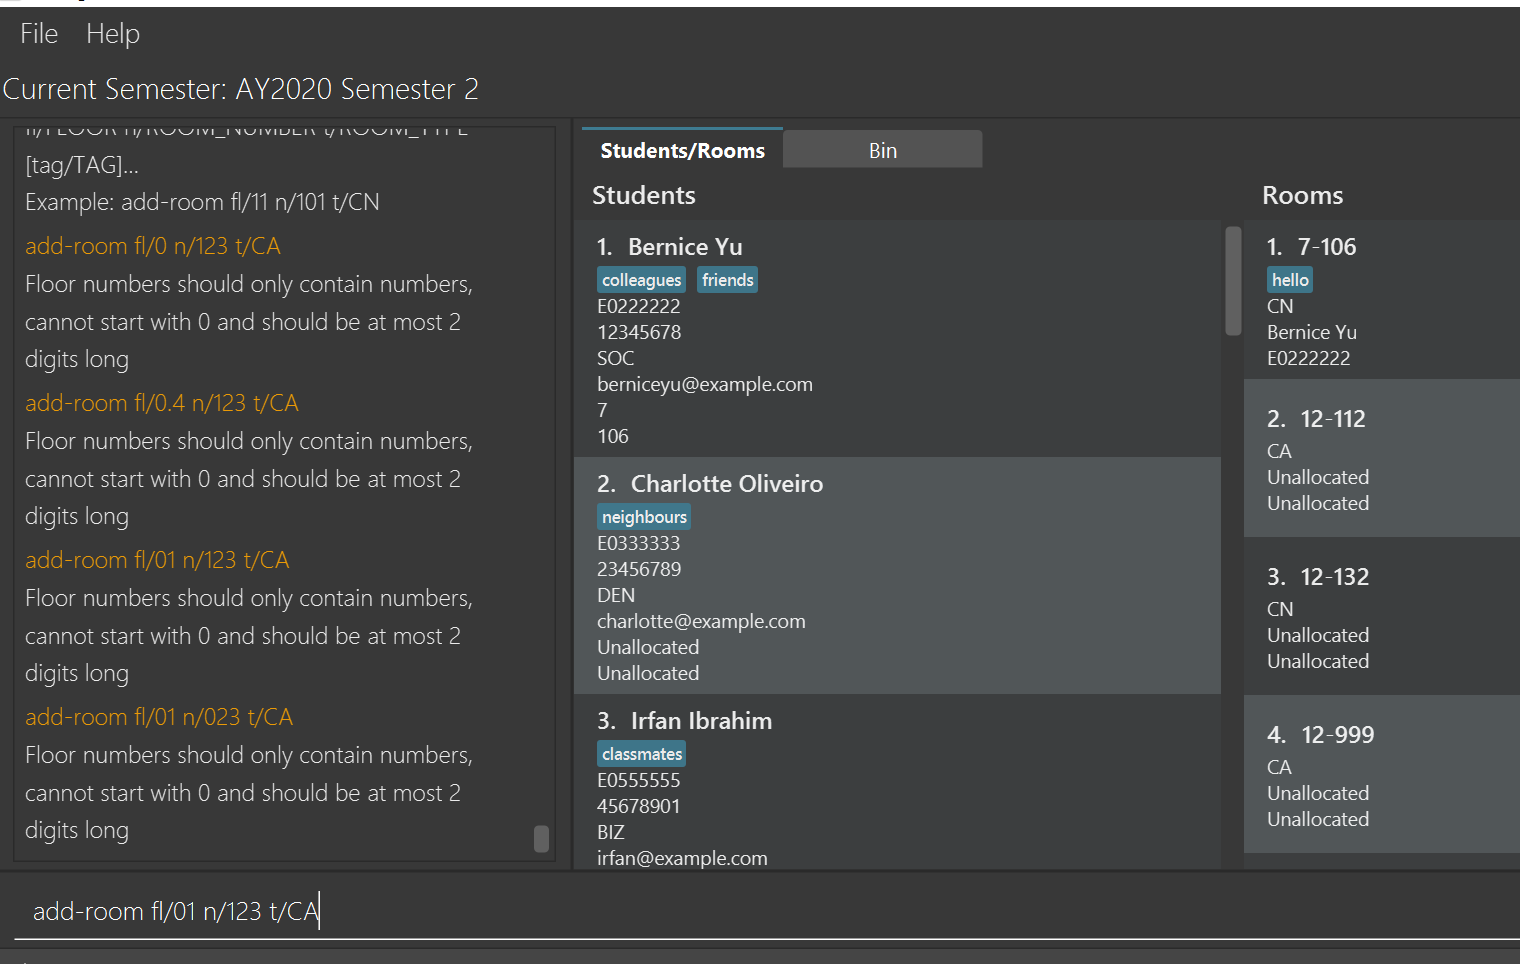 File Help
Current Semester: AY2020 Semester 2
fl/FLOOR n/ROOM_NUMBER t/ROOM_TYPE
[tag/TAG]...
Example: add-room fl/11 n/101 t/CN
add-room fl/0 n/123 t/CA
Floor numbers should only contain numbers,
cannot start with 0 and should be at most 2
digits long
add-room fl/0.4 n/123 t/CA
Floor numbers should only contain numbers,
cannot start with 0 and should be at most 2
digits long
add-room fl/01 n/123 t/CA
Floor numbers should only contain numbers,
cannot start with 0 and should be at most 2
digits long
add-room fl/01 n/023 t/CA
Floor numbers should only contain numbers,
cannot start with 0 and should be at most 2
digits long
add-room fl/01 n/123 t/CA
Students/Rooms Bin
Students
1. Bernice Yu
colleagues friends
E0222222
12345678
SOC
berniceyu@example.com
7
106
2. Charlotte Oliveiro
neighbours
E0333333
23456789
DEN
charlotte@example.com
Unallocated
Unallocated
3. Irfan Ibrahim
classmates
E0555555
45678901
BIZ
irfan@example.com
Rooms
1. 7-106
hello
CN
Bernice Yu
E0222222
2. 12-112
CA
Unallocated
Unallocated
3. 12-132
CN
Unallocated
Unallocated
4. 12-999
CA
Unallocated
Unallocated